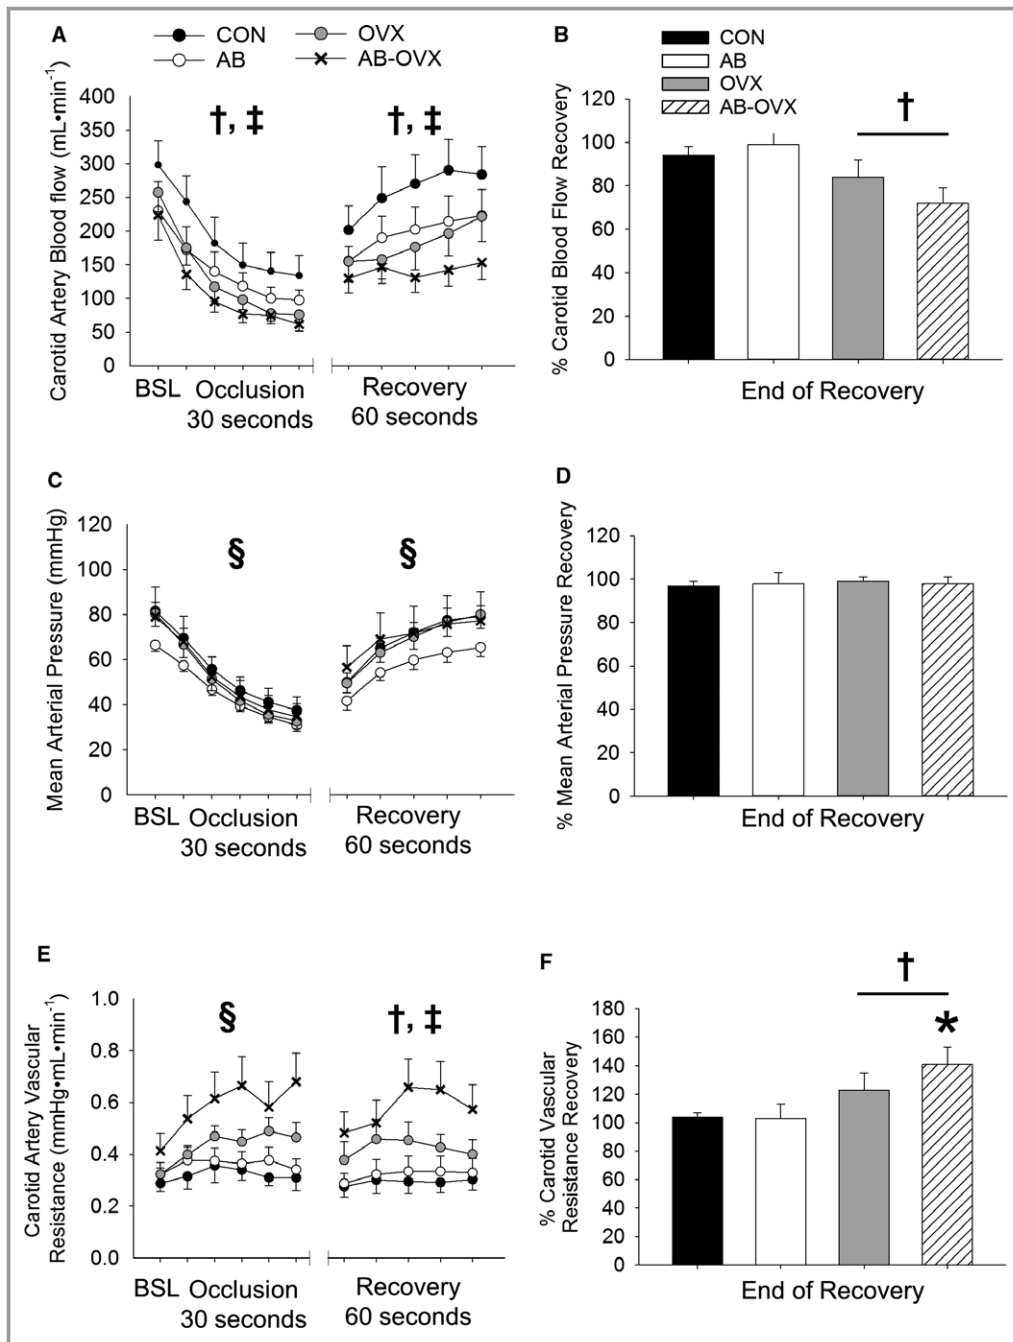 A
CON
OVX
AB
AB-OVX
Carotid Artery Blood flow (mL•min⁻¹)
400
350
300
250
200
150
100
50
0
†, ‡
†, ‡
BSL Occlusion
30 seconds
Recovery
60 seconds
B
CON
AB
OVX
AB-OVX
% Carotid Blood Flow Recovery
120
100
80
60
40
20
0
†
End of Recovery
C
Mean Arterial Pressure (mmHg)
120
100
80
60
40
20
0
§
§
BSL Occlusion
30 seconds
Recovery
60 seconds
D
% Mean Arterial Pressure Recovery
120
100
80
60
40
20
0
End of Recovery
E
Carotid Artery Vascular
Resistance (mmHg•mL•min⁻¹)
1.0
0.8
0.6
0.4
0.2
0.0
§
†, ‡
BSL Occlusion
30 seconds
Recovery
60 seconds
F
% Carotid Vascular
Resistance Recovery
180
160
140
120
100
80
60
40
20
0
†
*
End of Recovery